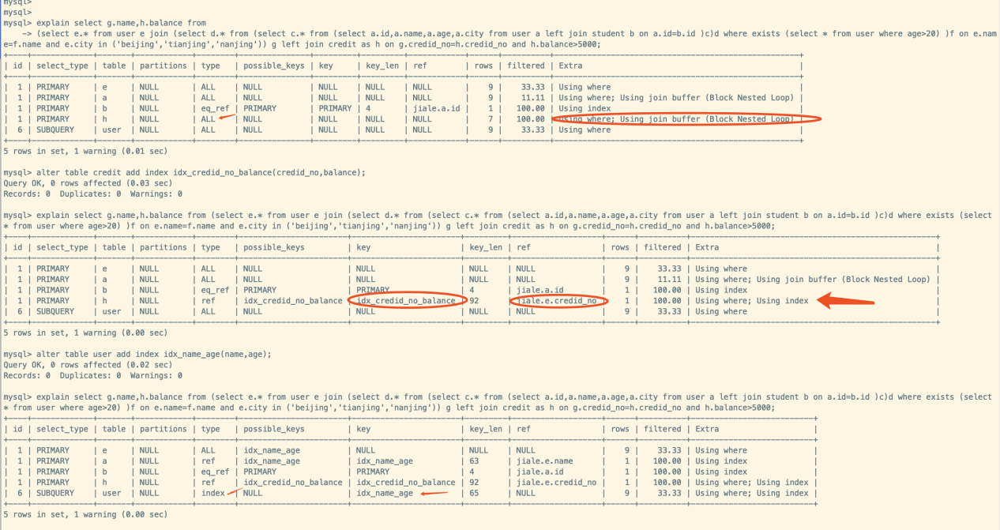 mysql>
mysql>
mysql> explain select g.name,h.balance from
    -> (select e.* from user e join (select d.* from (select c.* from (select a.id,a.name,a.age,a.city from user a left join student b on a.id=b.id )c)d where exists (select * from user where age>20) )f on e.nam
e=f.name and e.city in ('beijing','tianjing','nanjing')) g left join credit as h on g.credid_no=h.credid_no and h.balance>5000;
| id | select_type | table | partitions | type | possible_keys | key | key_len | ref | rows | filtered | Extra |
| 1 | PRIMARY | e | NULL | ALL | NULL | NULL | NULL | NULL | 9 | 33.33 | Using where |
| 1 | PRIMARY | a | NULL | ALL | NULL | NULL | NULL | NULL | 9 | 11.11 | Using where; Using join buffer (Block Nested Loop) |
| 1 | PRIMARY | b | NULL | eq_ref | PRIMARY | PRIMARY | 4 | jiale.a.id | 1 | 100.00 | Using index |
| 1 | PRIMARY | h | NULL | ALL | NULL | NULL | NULL | NULL | 7 | 100.00 | Using where; Using join buffer (Block Nested Loop) |
| 6 | SUBQUERY | user | NULL | ALL | NULL | NULL | NULL | NULL | 9 | 33.33 | Using where |
5 rows in set, 1 warning (0.01 sec)
mysql> alter table credit add index idx_credid_no_balance(credid_no,balance);
Query OK, 0 rows affected (0.03 sec)
Records: 0  Duplicates: 0  Warnings: 0
mysql> explain select g.name,h.balance from (select e.* from user e join (select d.* from (select c.* from (select a.id,a.name,a.age,a.city from user a left join student b on a.id=b.id )c)d where exists (select
* from user where age>20) )f on e.name=f.name and e.city in ('beijing','tianjing','nanjing')) g left join credit as h on g.credid_no=h.credid_no and h.balance>5000;
| id | select_type | table | partitions | type | possible_keys | key | key_len | ref | rows | filtered | Extra |
| 1 | PRIMARY | e | NULL | ALL | NULL | NULL | NULL | NULL | 9 | 33.33 | Using where |
| 1 | PRIMARY | a | NULL | ALL | NULL | NULL | NULL | NULL | 9 | 11.11 | Using where; Using join buffer (Block Nested Loop) |
| 1 | PRIMARY | b | NULL | eq_ref | PRIMARY | PRIMARY | 4 | jiale.a.id | 1 | 100.00 | Using index |
| 1 | PRIMARY | h | NULL | ref | idx_credid_no_balance | idx_credid_no_balance | 92 | jiale.e.credid_no | 1 | 100.00 | Using where; Using index |
| 6 | SUBQUERY | user | NULL | ALL | NULL | NULL | NULL | NULL | 9 | 33.33 | Using where |
5 rows in set, 1 warning (0.00 sec)
mysql> alter table user add index idx_name_age(name,age);
Query OK, 0 rows affected (0.02 sec)
Records: 0  Duplicates: 0  Warnings: 0
mysql> explain select g.name,h.balance from (select e.* from user e join (select d.* from (select c.* from (select a.id,a.name,a.age,a.city from user a left join student b on a.id=b.id )c)d where exists (select
* from user where age>20) )f on e.name=f.name and e.city in ('beijing','tianjing','nanjing')) g left join credit as h on g.credid_no=h.credid_no and h.balance>5000;
| id | select_type | table | partitions | type | possible_keys | key | key_len | ref | rows | filtered | Extra |
| 1 | PRIMARY | e | NULL | ALL | idx_name_age | NULL | NULL | NULL | 9 | 33.33 | Using where |
| 1 | PRIMARY | a | NULL | ref | idx_name_age | idx_name_age | 63 | jiale.e.name | 1 | 100.00 | Using index |
| 1 | PRIMARY | b | NULL | eq_ref | PRIMARY | PRIMARY | 4 | jiale.a.id | 1 | 100.00 | Using index |
| 1 | PRIMARY | h | NULL | ref | idx_credid_no_balance | idx_credid_no_balance | 92 | jiale.e.credid_no | 1 | 100.00 | Using where; Using index |
| 6 | SUBQUERY | user | NULL | index | NULL | idx_name_age | 65 | NULL | 9 | 33.33 | Using where; Using index |
5 rows in set, 1 warning (0.00 sec)